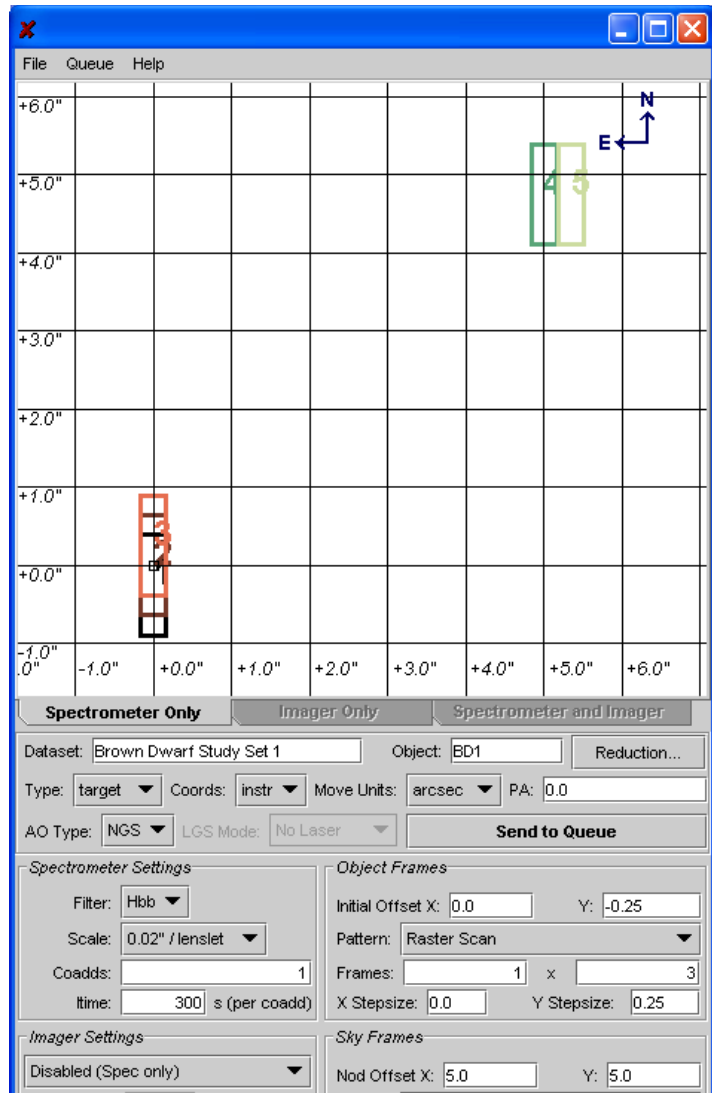 File Queue Help
+6.0" N
E
+5.0" 4 5
+4.0"
+3.0"
+2.0"
+1.0"
3
+0.0"
-1.0"
.0" -1.0" +0.0" +1.0" +2.0" +3.0" +4.0" +5.0" +6.0"
Spectrometer Only Imager Only Spectrometer and Imager
Dataset: Brown Dwarf Study Set 1 Object: BD1 Reduction...
Type: target Coords: instr Move Units: arcsec PA: 0.0
AO Type: NGS LGS Mode: No Laser Send to Queue
Spectrometer Settings Object Frames
Filter: Hbb Initial Offset X: 0.0 Y: -0.25
Scale: 0.02" / lenslet Pattern: Raster Scan
Coadds: 1 Frames: 1 x 3
Itime: 300 s (per coadd) X Stepsize: 0.0 Y Stepsize: 0.25
Imager Settings Sky Frames
Disabled (Spec only) Nod Offset X: 5.0 Y: 5.0